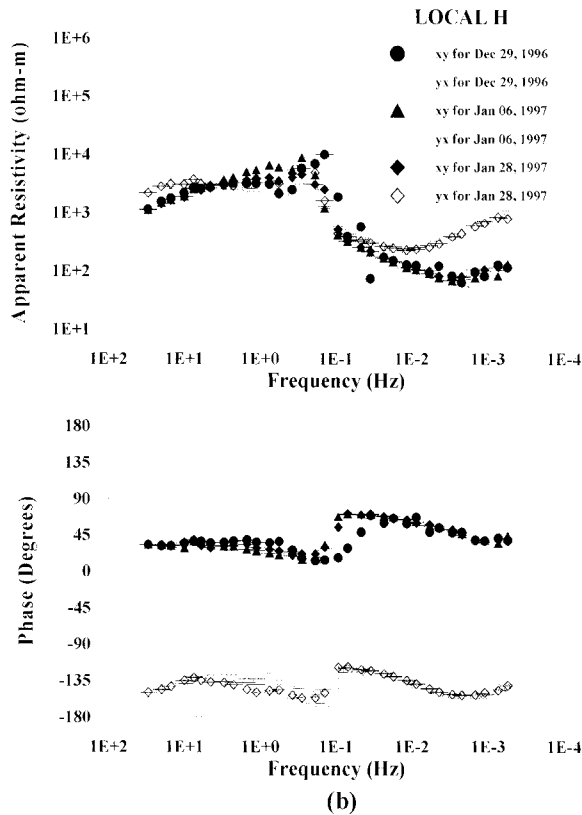 LOCAL H
xy for Dec 29, 1996
yx for Dec 29, 1996
xy for Jan 06, 1997
yx for Jan 06, 1997
xy for Jan 28, 1997
yx for Jan 28, 1997
Apparent Resistivity (ohm-m)
1E+6
1E+5
1E+4
1E+3
1E+2
1E+1
1E+2 1E+1 1E+0 1E-1 1E-2 1E-3 1E-4
Frequency (Hz)
Phase (Degrees)
180
135
90
45
0
-45
-90
-135
-180
1E+2 1E+1 1E+0 1E-1 1E-2 1E-3 1E-4
Frequency (Hz)
(b)